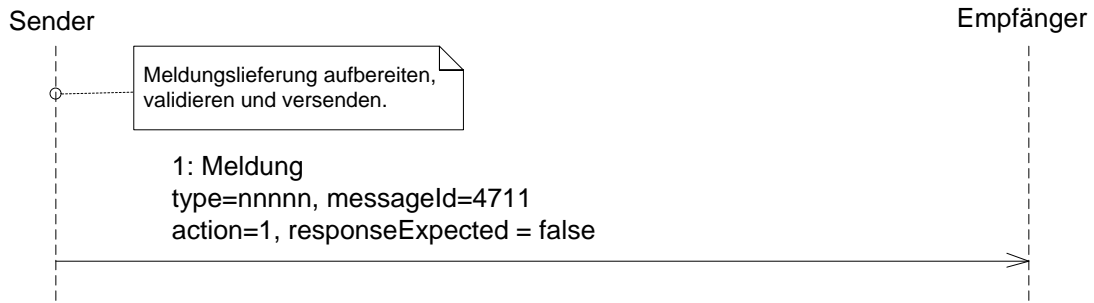 Sender
Empfänger
Meldungslieferung aufbereiten,
validieren und versenden.
1: Meldung
type=nnnnn, messageId=4711
action=1, responseExpected = false